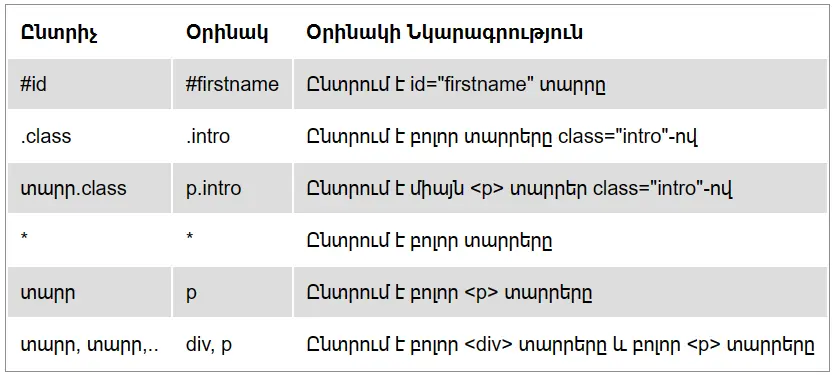 Ընտրիչ Օրինակ Օրինակի Նկարագրություն
#id #firstname Ընտրում է id="firstname" տարրը
.class .intro Ընտրում է բոլոր տարրերը class="intro"-ով
տարր.class p.intro Ընտրում է միայն <p> տարրեր class="intro"-ով
* * Ընտրում է բոլոր տարրերը
տարր p Ընտրում է բոլոր <p> տարրերը
տարր, տարր,.. div, p Ընտրում է բոլոր <div> տարրերը և բոլոր <p> տարրերը